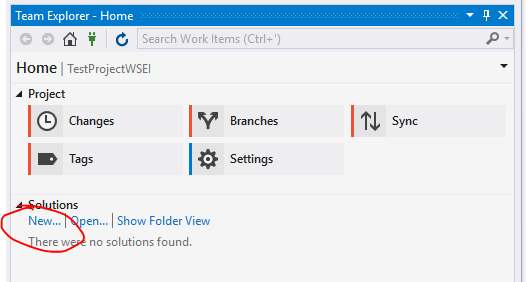 Team Explorer - Home
Search Work Items (Ctrl+')
Home | TestProjectWSEI
Project
Changes
Branches
Sync
Tags
Settings
Solutions
New... | Open... | Show Folder View
There were no solutions found.